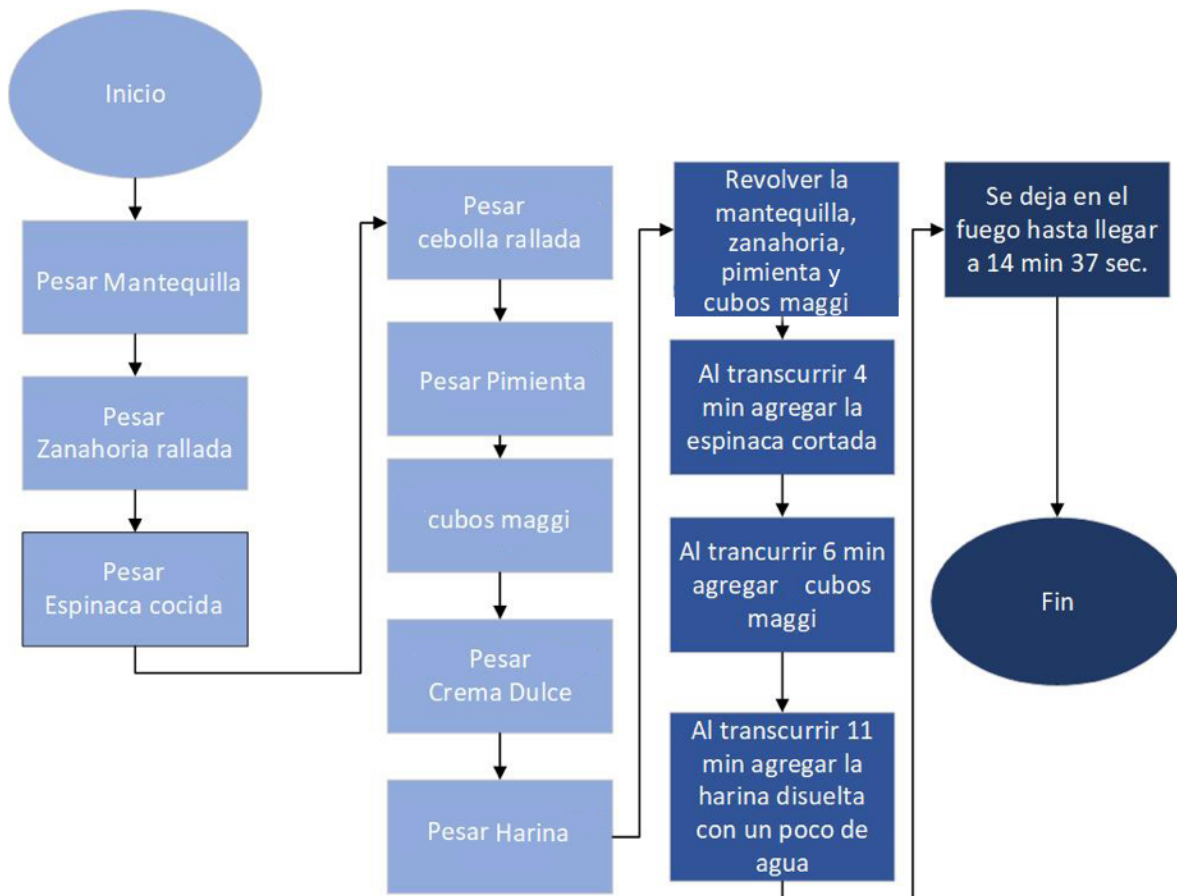 Inicio
Pesar Mantequilla
Pesar
Zanahoria rallada
Pesar
Espinaca cocida
Pesar
cebolla rallada
Pesar Pimienta
cubos maggi
Pesar
Crema Dulce
Pesar Harina
Revolver la
mantequilla,
zanahoria,
pimienta y
cubos maggi
Al transcurrir 4
min agregar la
espinaca cortada
Al trancurrir 6 min
agregar cubos
maggi
Al transcurrir 11
min agregar la
harina disuelta
con un poco de
agua
Se deja en el
fuego hasta llegar
a 14 min 37 sec.
Fin